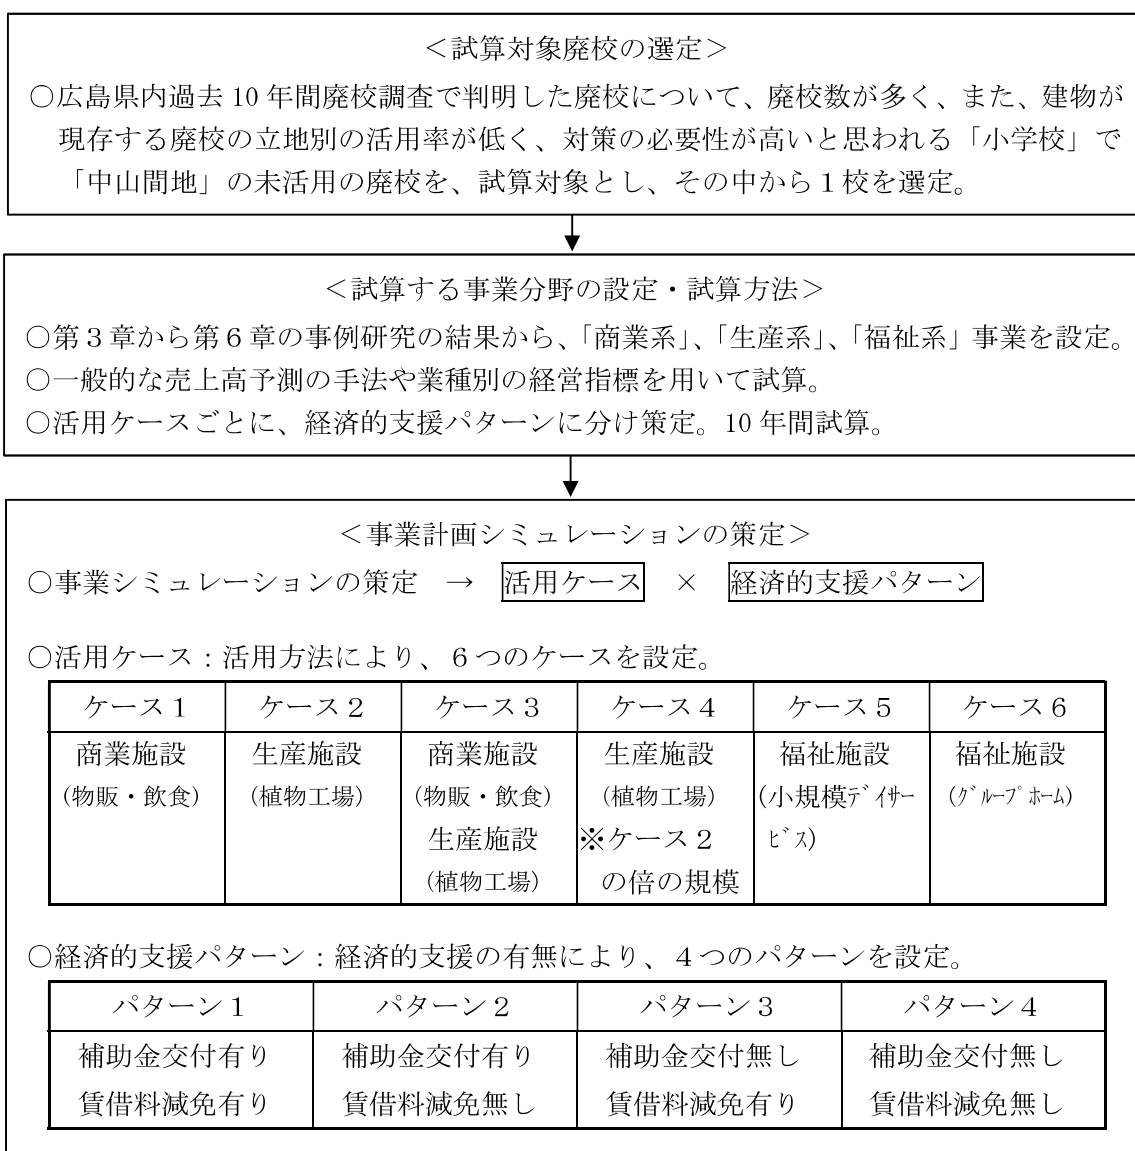 ＜試算対象廃校の選定＞
○広島県内過去 10 年間廃校調査で判明した廃校について、廃校数が多く、また、建物が
現存する廃校の立地別の活用率が低く、対策の必要性が高いと思われる「小学校」で
「中山間地」の未活用の廃校を、試算対象とし、その中から１校を選定。
＜試算する事業分野の設定・試算方法＞
○第３章から第６章の事例研究の結果から、「商業系」、「生産系」、「福祉系」事業を設定。
○一般的な売上高予測の手法や業種別の経営指標を用いて試算。
○活用ケースごとに、経済的支援パターンに分け策定。10 年間試算。
＜事業計画シミュレーションの策定＞
○事業シミュレーションの策定　→　活用ケース　×　経済的支援パターン
○活用ケース：活用方法により、６つのケースを設定。
ケース１　ケース２　ケース３　ケース４　ケース５　ケース６
商業施設　生産施設　商業施設　生産施設　福祉施設　福祉施設
(物販・飲食)　(植物工場)　(物販・飲食)　(植物工場)　(小規模ﾃﾞｲｻｰ　(ｸﾞﾙｰﾌﾟﾎｰﾑ)
生産施設　※ケース２　ﾋﾞｽ)
(植物工場)　の倍の規模
○経済的支援パターン：経済的支援の有無により、４つのパターンを設定。
パターン１　パターン２　パターン３　パターン４
補助金交付有り　補助金交付有り　補助金交付無し　補助金交付無し
賃借料減免有り　賃借料減免無し　賃借料減免有り　賃借料減免無し